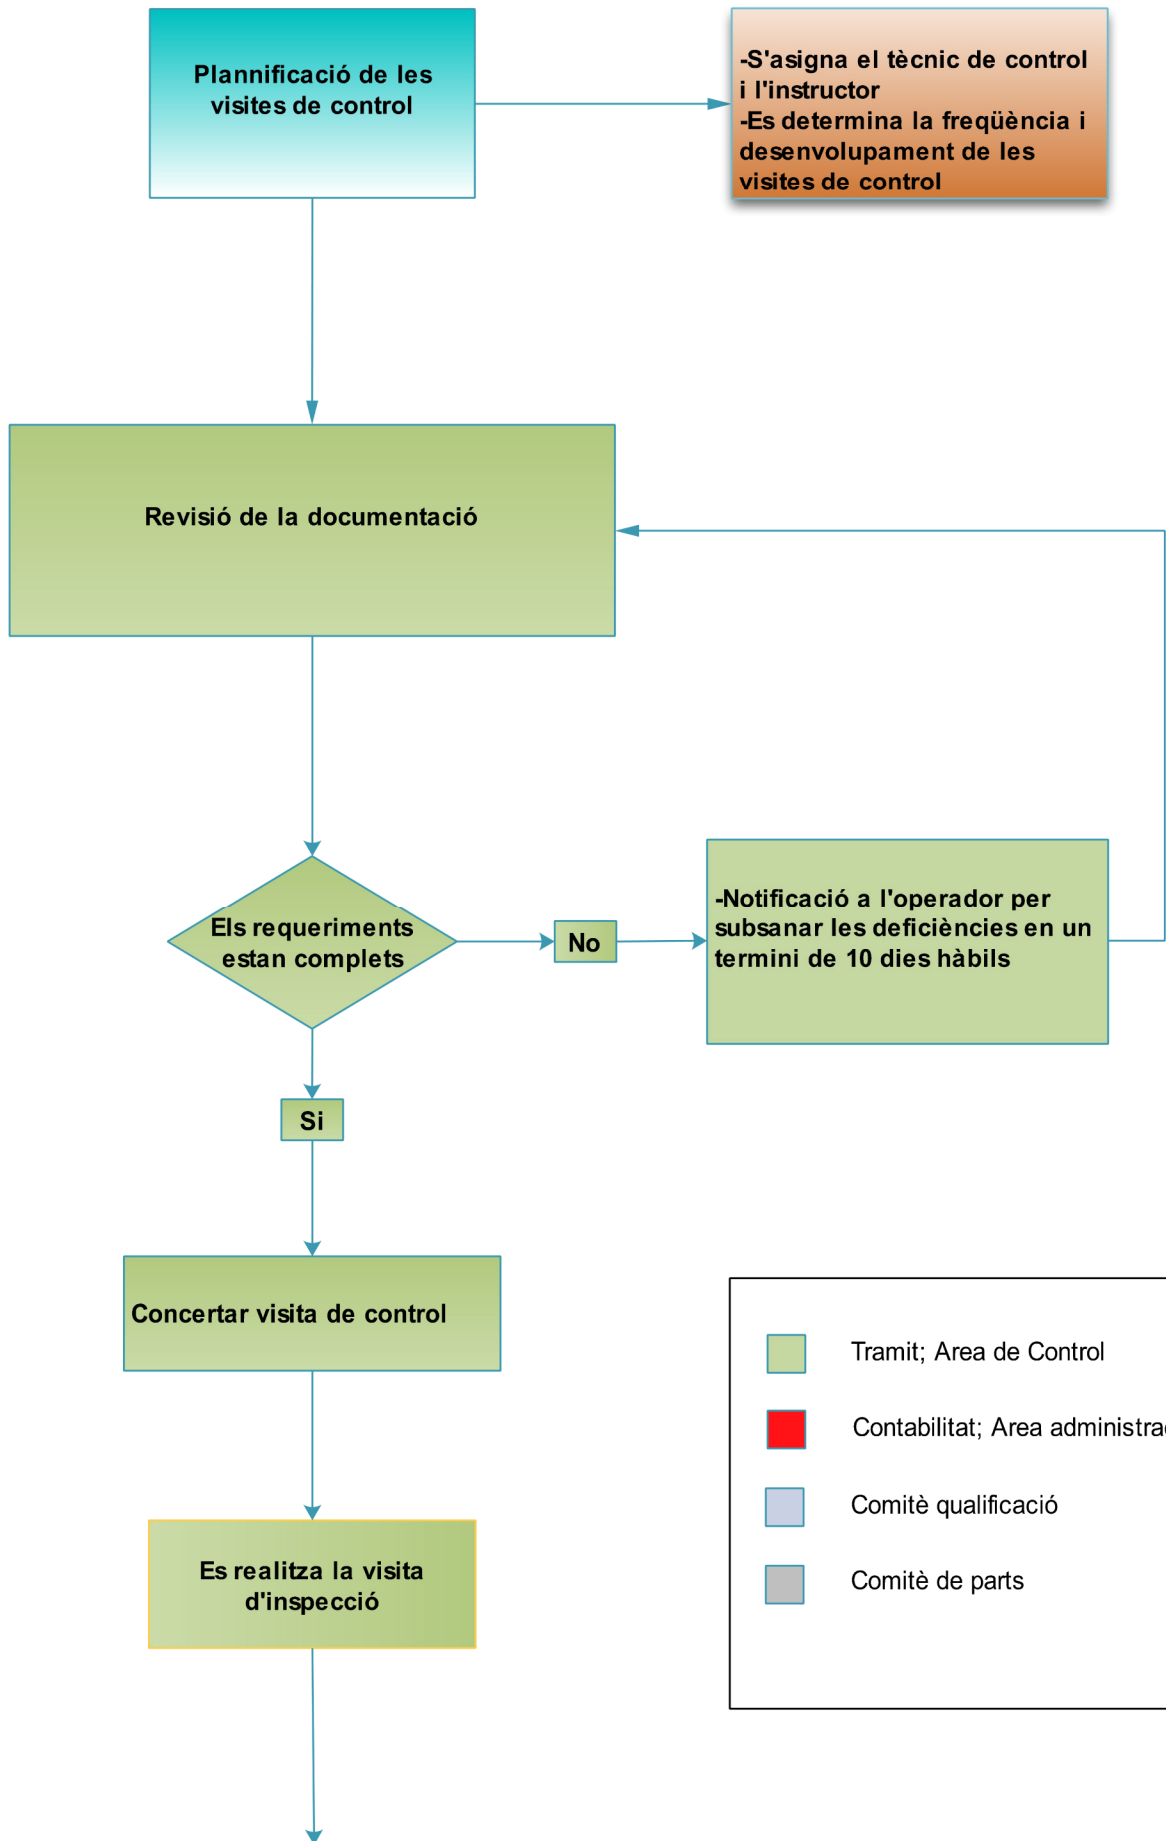 Plannificació de les
visites de control
-S'asigna el tècnic de control
i l'instructor
-Es determina la freqüència i
desenvolupament de les
visites de control
Revisió de la documentació
Els requeriments
estan complets
No
-Notificació a l'operador per
subsanar les deficiències en un
termini de 10 dies hàbils
Si
Concertar visita de control
Es realitza la visita
d'inspecció
Tramit; Area de Control
Contabilitat; Area
Comitè qualificació
Comitè de parts